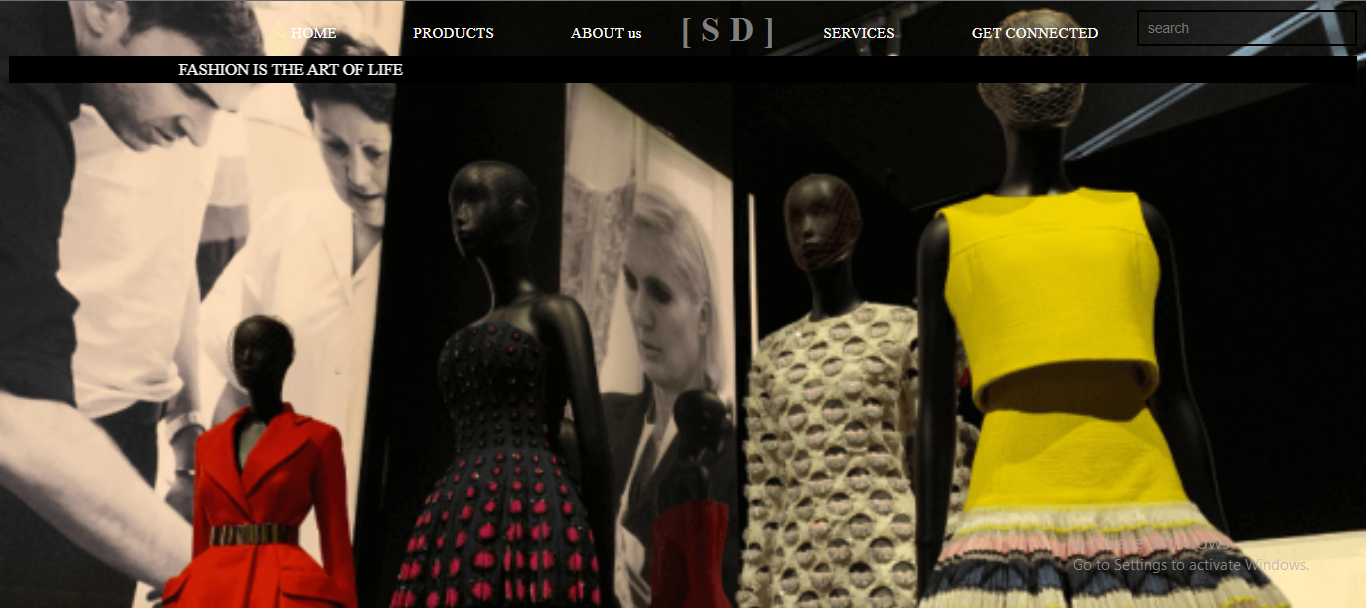 HOME PRODUCTS ABOUT us [ S D ] SERVICES GET CONNECTED search
FASHION IS THE ART OF LIFE
Go to Settings to activate Windows.